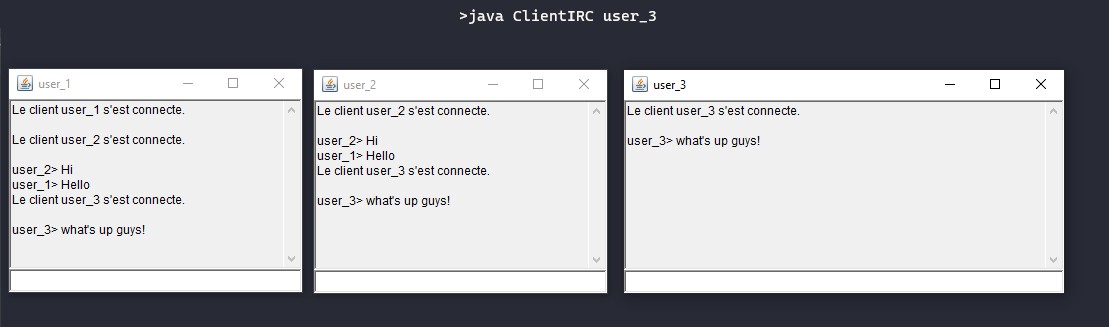 >java ClientIRC user_3
user_1
Le client user_1 s'est connecte.
Le client user_2 s'est connecte.
user_2> Hi
user_1> Hello
Le client user_3 s'est connecte.
user_3> what's up guys!
user_2
Le client user_2 s'est connecte.
user_2> Hi
user_1> Hello
Le client user_3 s'est connecte.
user_3> what's up guys!
user_3
Le client user_3 s'est connecte.
user_3> what's up guys!